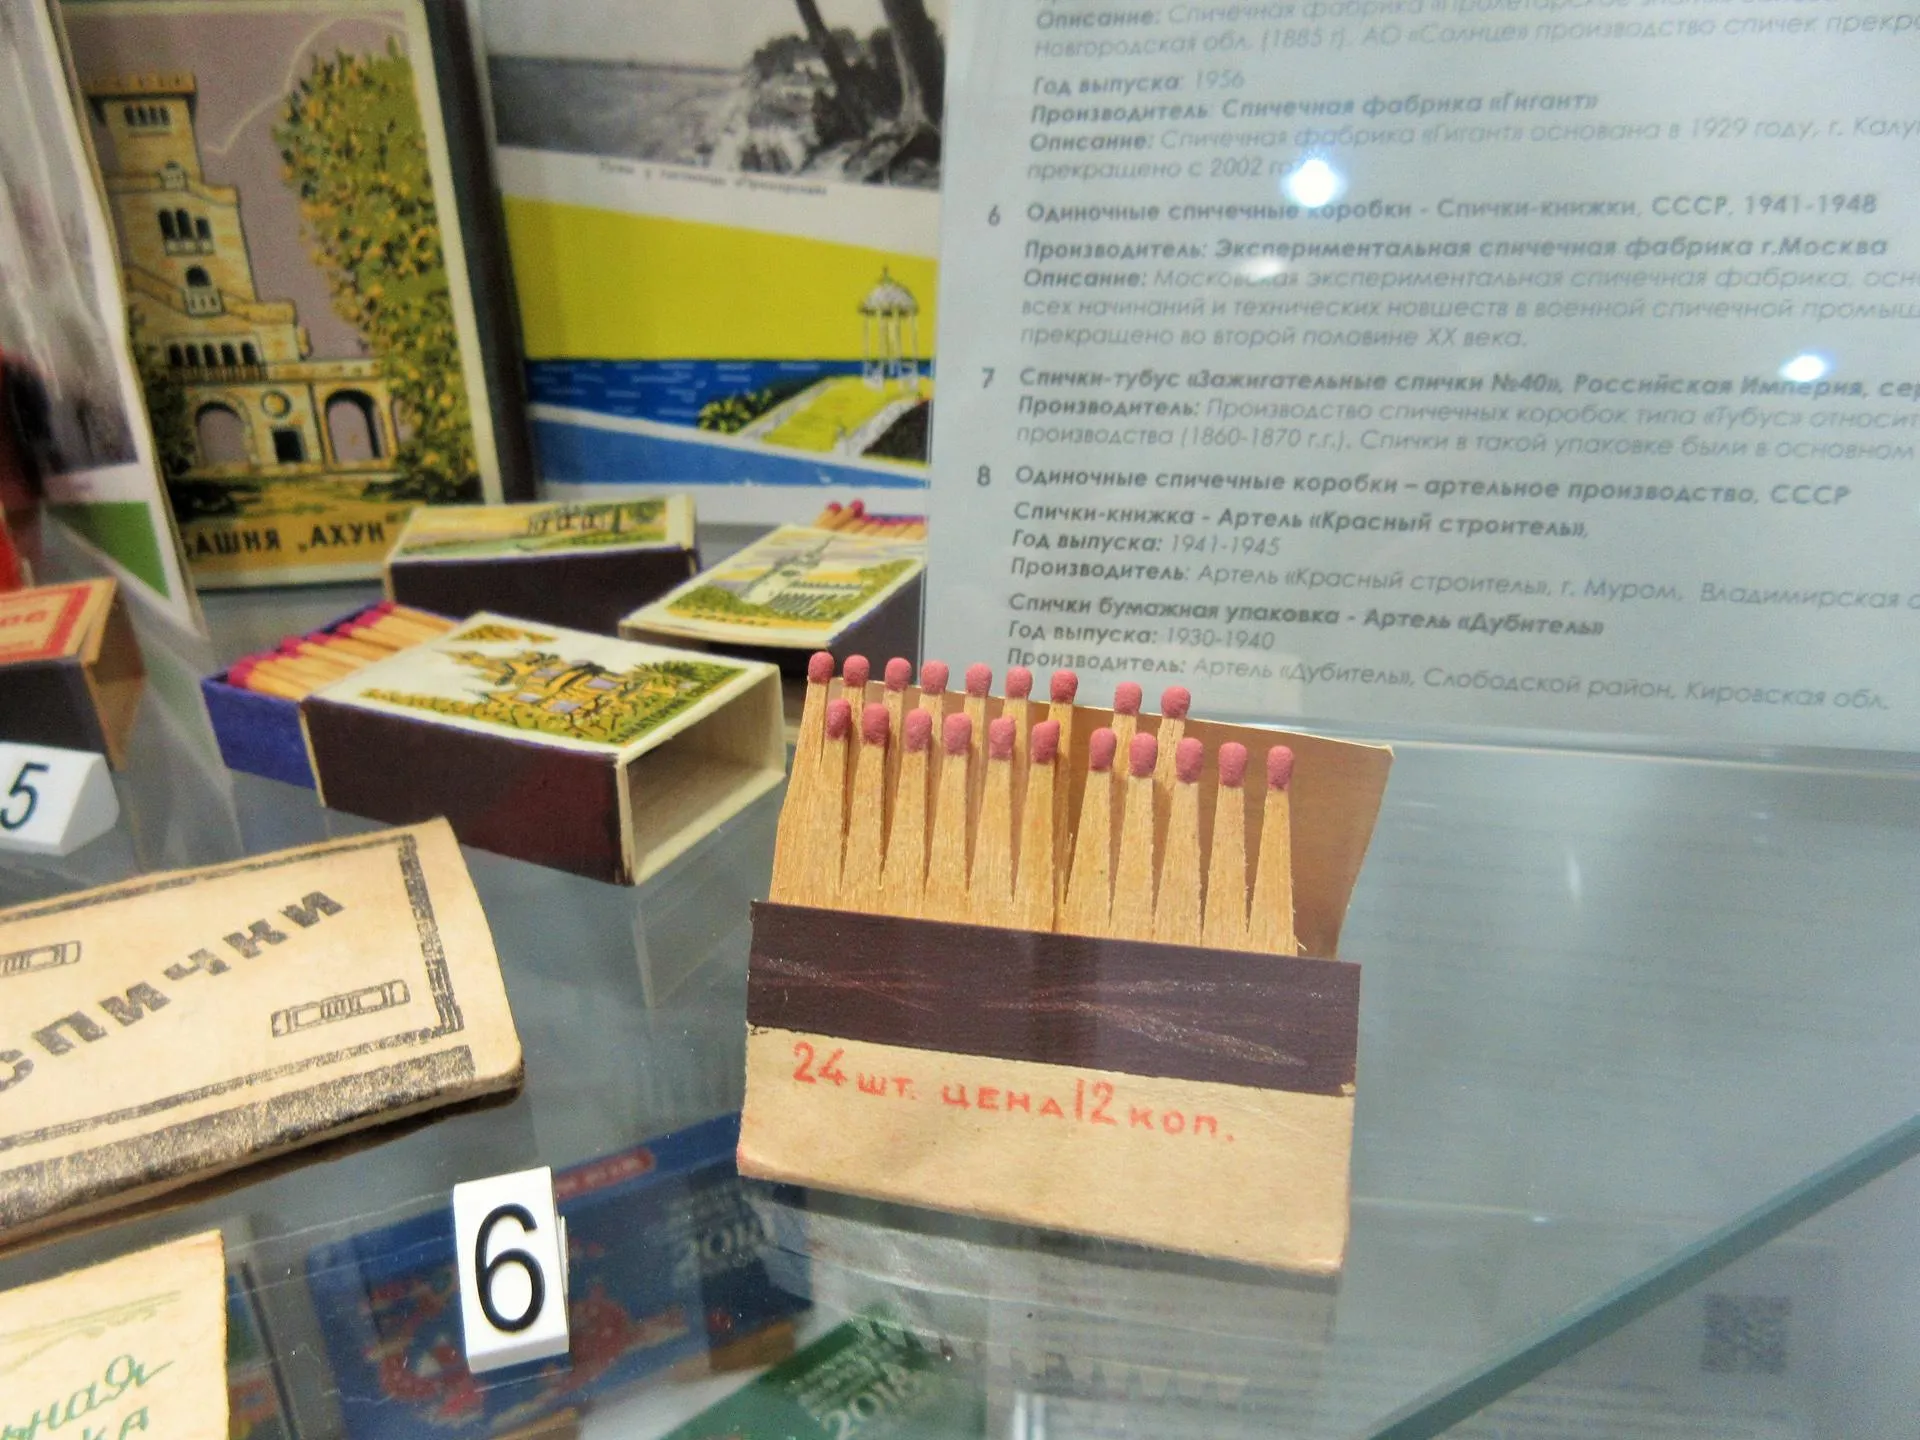 БАШНЯ „АХУН"
Описание: Спичечная фабрика
Новгородская обл. (1885 г). АО «Солнце» производство спичек
Год выпуска: 1956
Производитель: Спичечная фабрика «Гигант»
Описание: Спичечная фабрика «Гигант» основана в 1929 году, г.
прекращено с 2002
6 Одиночные спичечные коробки - Спички-книжки, СССР, 1941-1948
Производитель: Экспериментальная спичечная фабрика г.Москва
Описание: Московская экспериментальная спичечная фабрика,
всех начинаний и технических новшеств в военной спичечной
прекращено во второй половине XX века.
7 Спички-тубус «Зажигательные спички №40», Российская Империя,
Производитель: Производство спичечных коробок типа «Тубус»
производства (1860-1870 г.г.). Спички в такой упаковке были в основном
8 Одиночные спичечные коробки – артельное производство, СССР
Спички-книжка - Артель «Красный строитель»,
Год выпуска: 1941-1945
Производитель: Артель «Красный строитель», г. Муром, Владимирская
Спички бумажная упаковка - Артель «Дубитель»
Год выпуска: 1930-1940
Производитель: Артель «Дубитель», Слободской район, Кировская обл.
5
спички
24 шт. цена 12 коп.
6
2018
2018